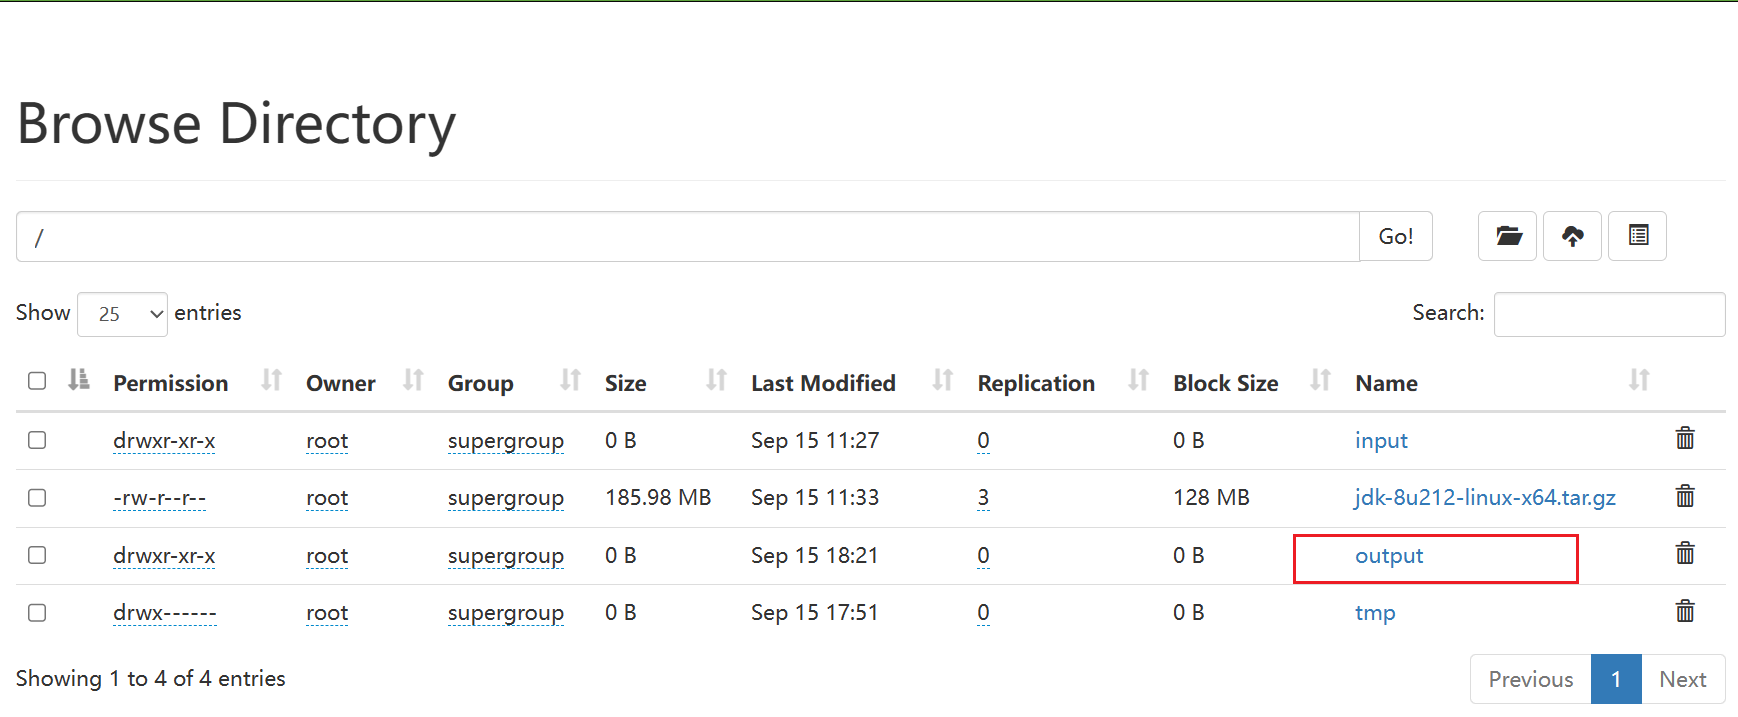 Browse Directory
/ Go!
Show 25 entries Search:
Permission Owner Group Size Last Modified Replication Block Size Name
drwxr-xr-x root supergroup 0 B Sep 15 11:27 0 0 B input
-rw-r--r-- root supergroup 185.98 MB Sep 15 11:33 3 128 MB jdk-8u212-linux-x64.tar.gz
drwxr-xr-x root supergroup 0 B Sep 15 18:21 0 0 B output
drwx------ root supergroup 0 B Sep 15 17:51 0 0 B tmp
Showing 1 to 4 of 4 entries Previous 1 Next